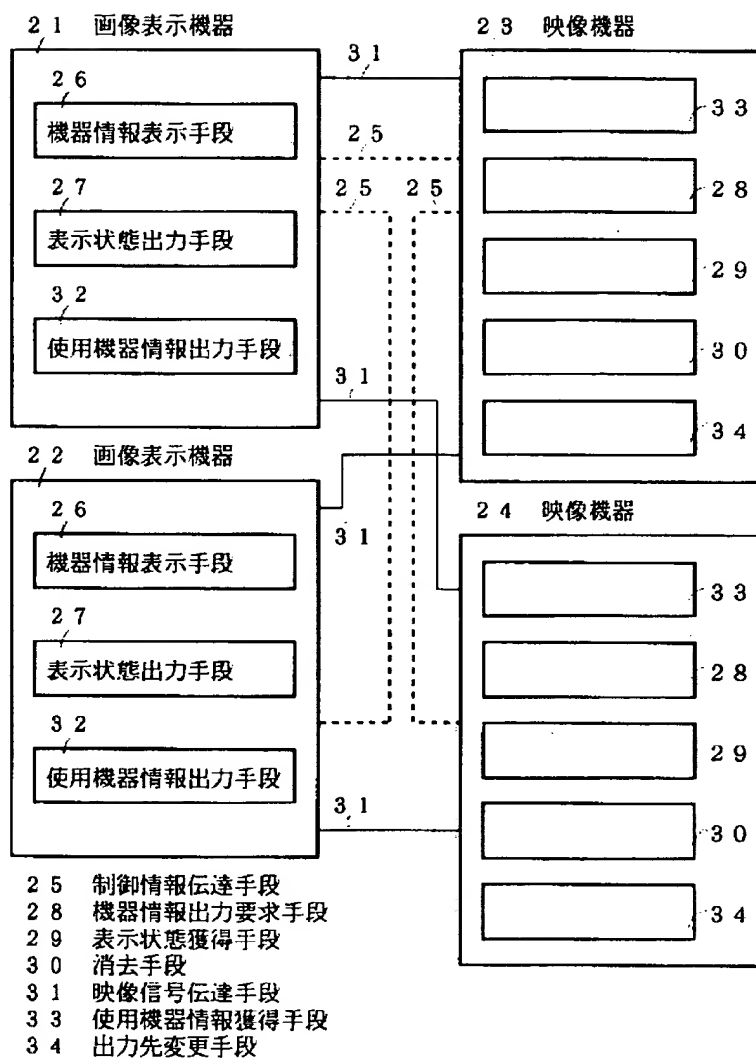 ２１ 画像表示機器
２６
機器情報表示手段
２７
表示状態出力手段
３２
使用機器情報出力手段
３１
２５
２５ ２５
３１
２３ 映像機器
３３
２８
２９
３０
３４
２２ 画像表示機器
２６
機器情報表示手段
２７
表示状態出力手段
３２
使用機器情報出力手段
３１
３１
２４ 映像機器
３３
２８
２９
３０
３４
２５ 制御情報伝達手段
２８ 機器情報出力要求手段
２９ 表示状態獲得手段
３０ 消去手段
３１ 映像信号伝達手段
３３ 使用機器情報獲得手段
３４ 出力先変更手段